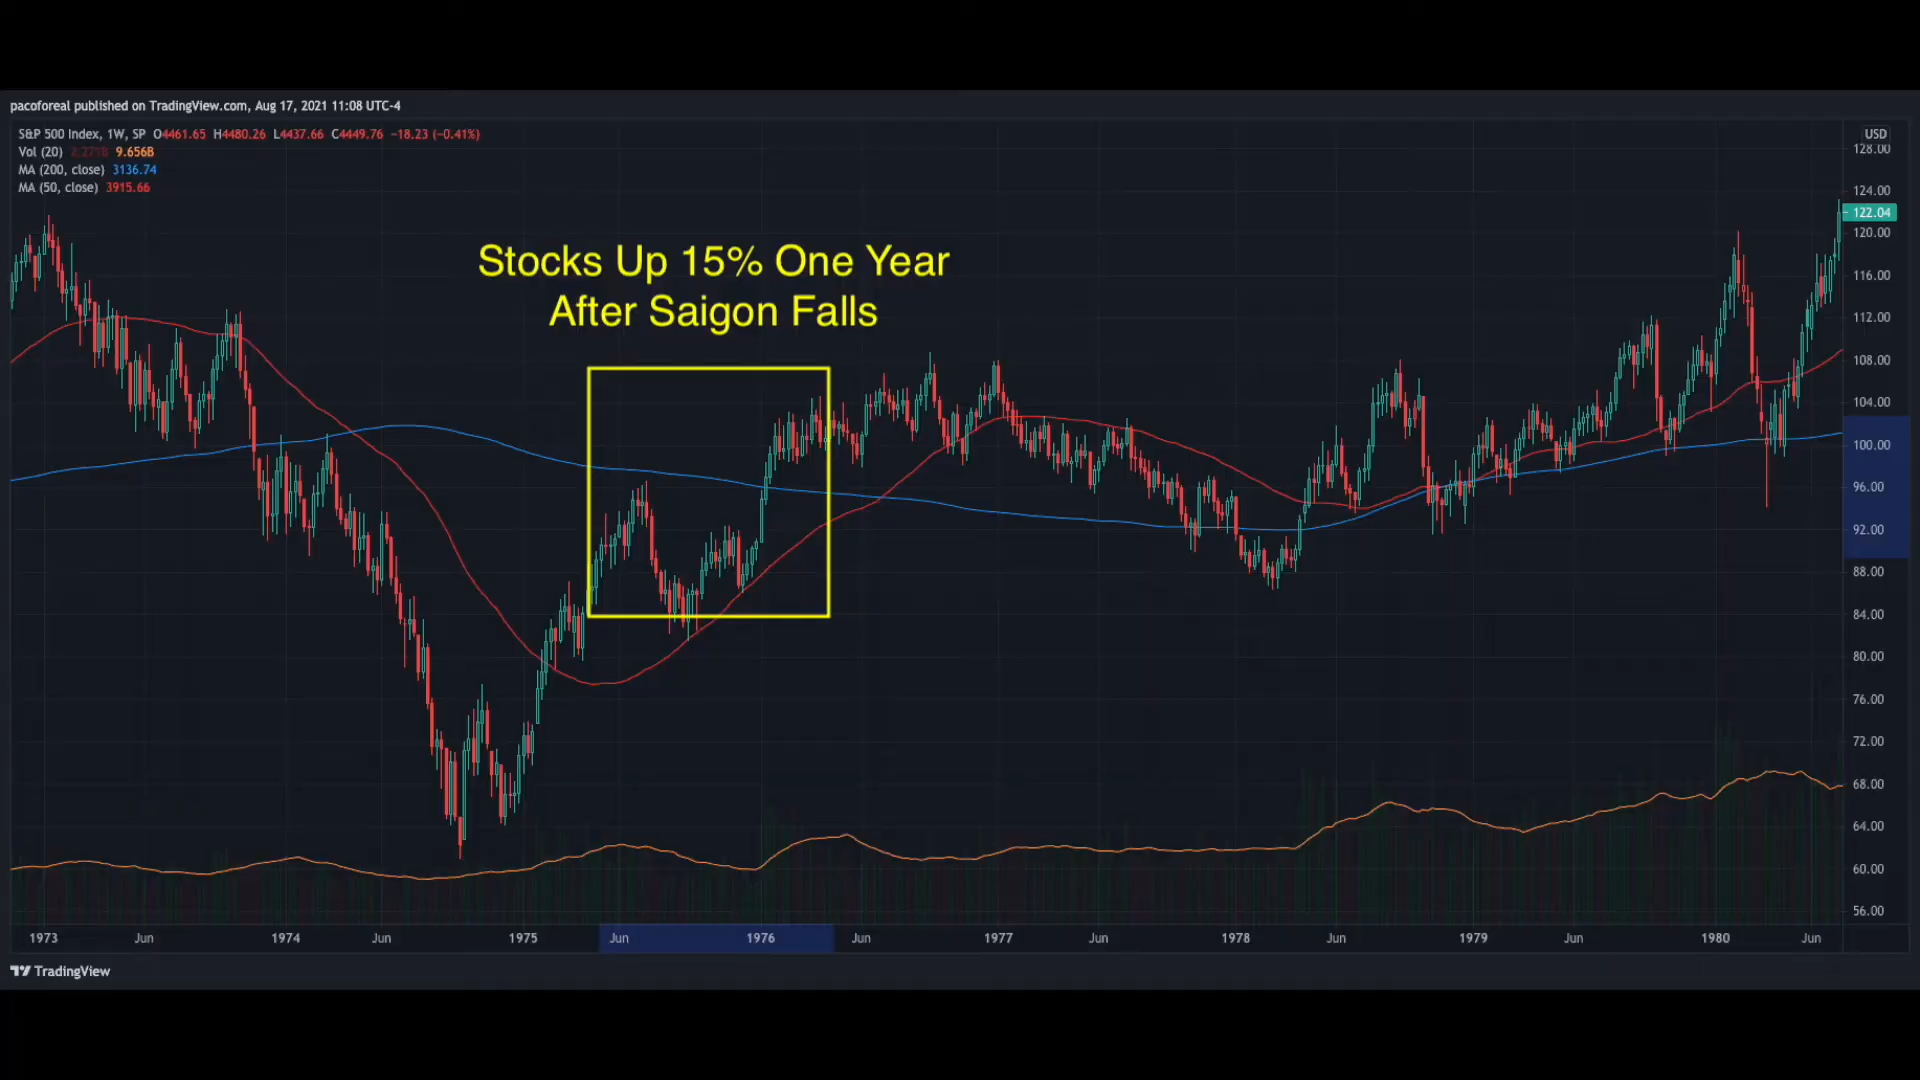 pacoforeal published on TradingView.com, Aug 17, 2021 11:08 UTC-4
S&P 500 Index, 1W, SP O4461.65 H4480.26 L4437.66 C4449.76 −18.23 (−0.41%)
Vol (20) 2.271B 9.656B
MA (200, close) 3136.74
MA (50, close) 3915.66
Stocks Up 15% One Year
After Saigon Falls
USD
128.00
124.00
122.04
120.00
116.00
112.00
108.00
104.00
100.00
96.00
92.00
88.00
84.00
80.00
76.00
72.00
68.00
64.00
60.00
56.00
1973 Jun 1974 Jun 1975 Jun 1976 Jun 1977 Jun 1978 Jun 1979 Jun 1980 Jun
TradingView